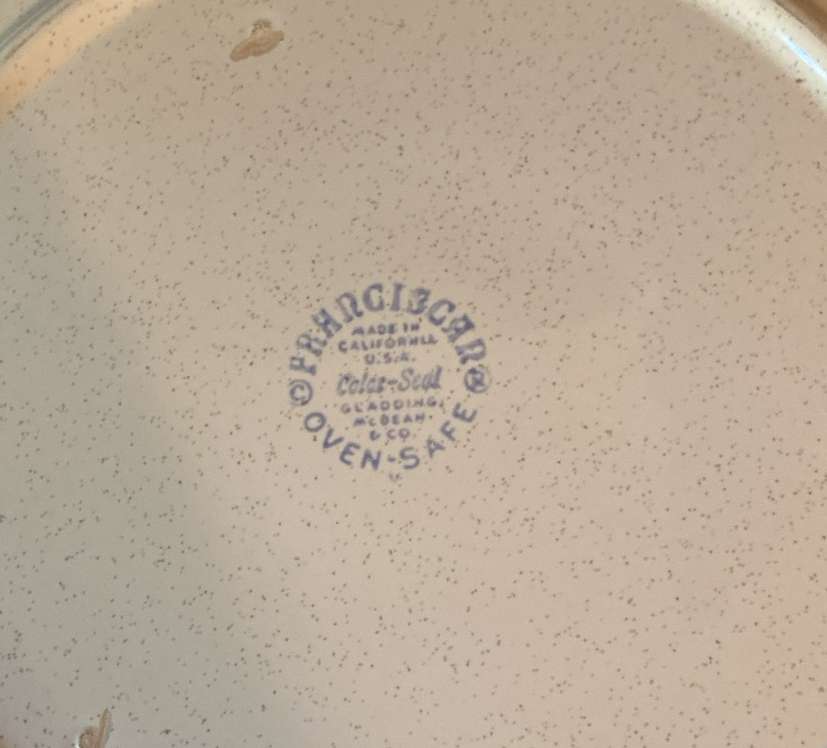 FRANCISCAN
MADE IN
CALIFORNIA
U.S.A.
Color-Seal
GLADDING,
McBEAN
& CO.
© OVEN-SAFE ®